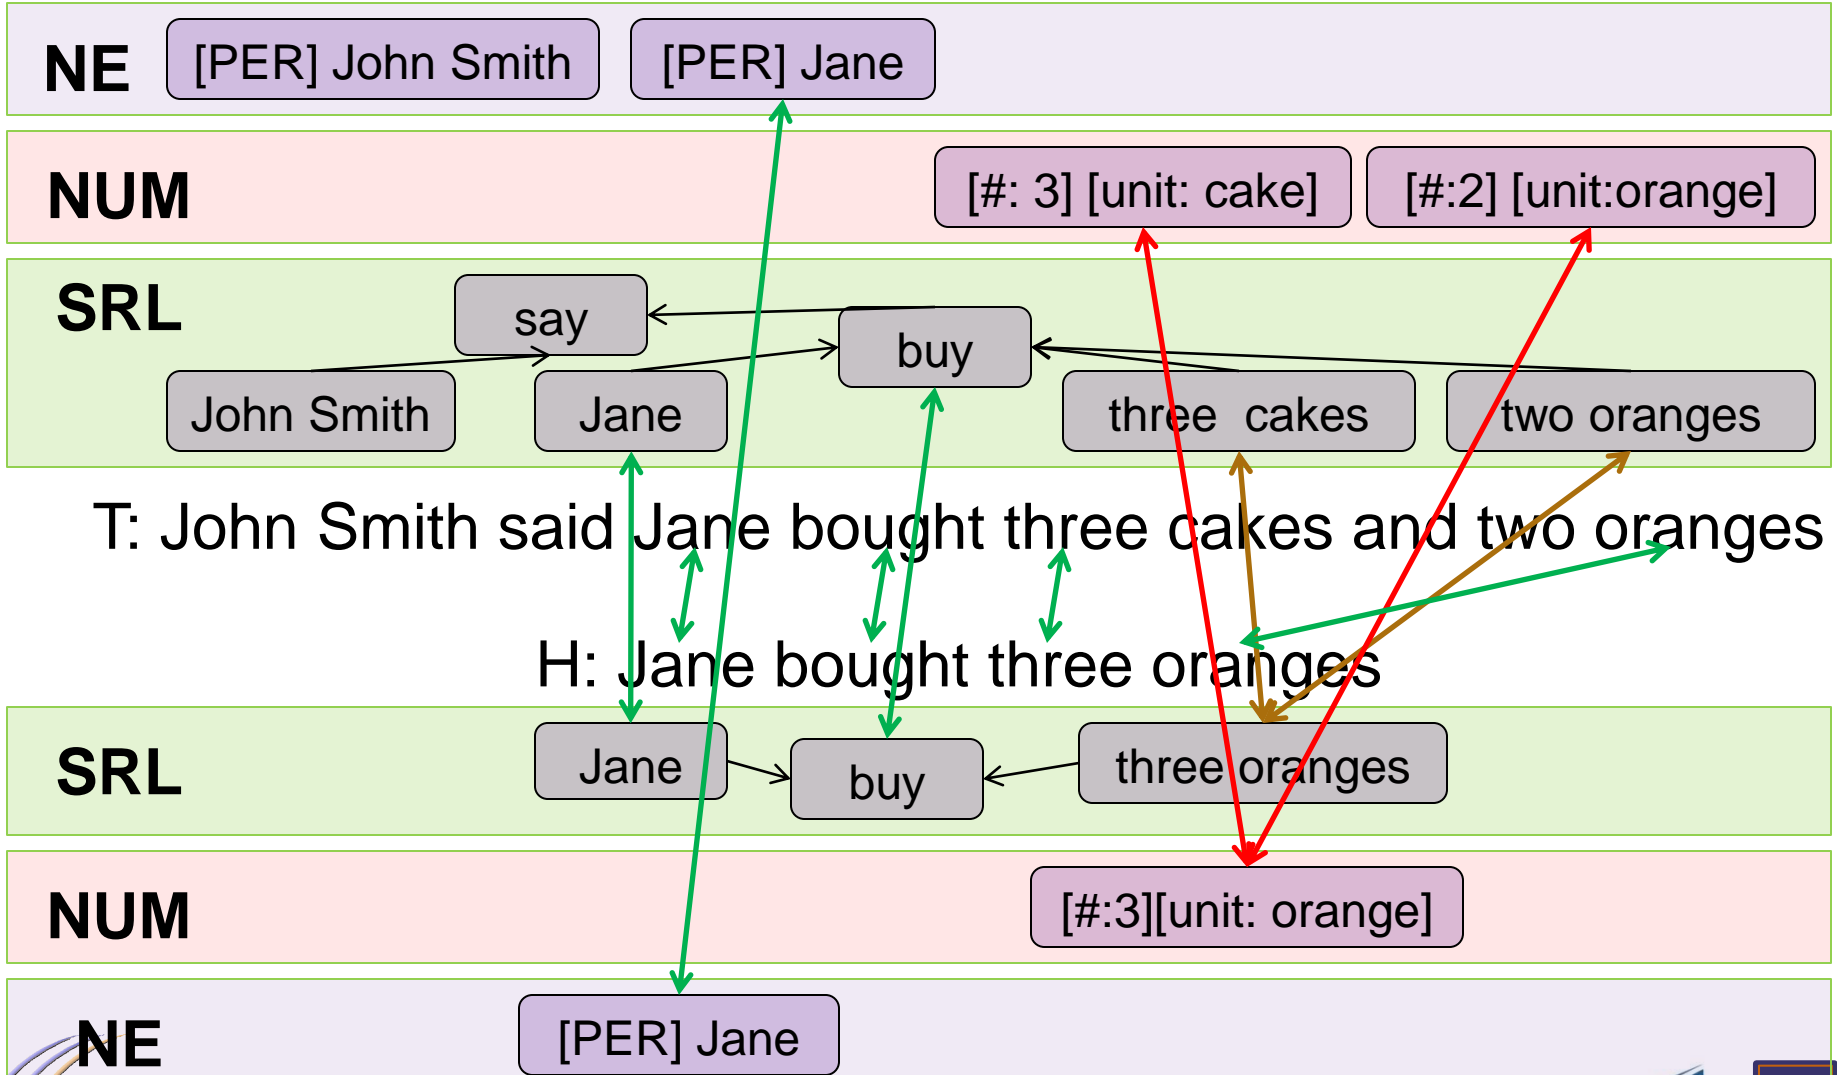 NE [PER] John Smith [PER] Jane
NUM [#: 3] [unit: cake] [#:2] [unit:orange]
SRL say buy
John Smith Jane three cakes two oranges
T: John Smith said Jane bought three cakes and two oranges
H: Jane bought three oranges
SRL Jane buy three oranges
NUM [#:3][unit: orange]
NE [PER] Jane